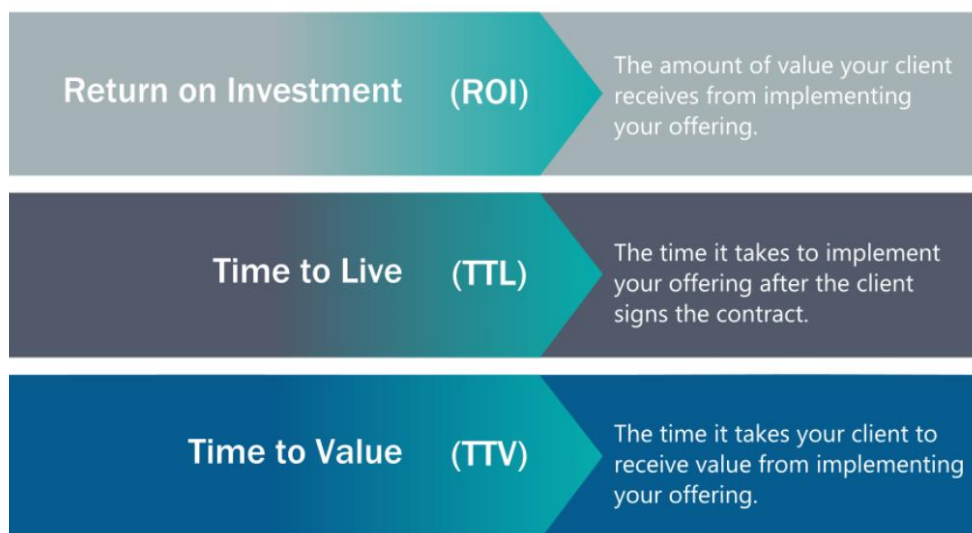 Return on Investment (ROI)
The amount of value your client
receives from implementing
your offering.
Time to Live (TTL)
The time it takes to implement
your offering after the client
signs the contract.
Time to Value (TTV)
The time it takes your client to
receive value from implementing
your offering.